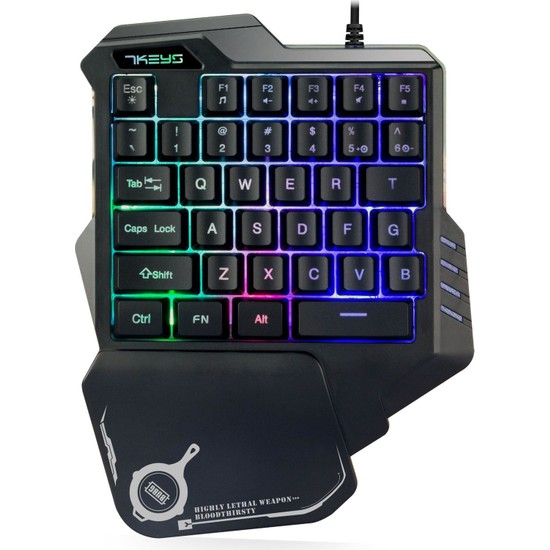 7KEYS
Esc F1 F2 F3 F4 F5
~ ! @ # $ % ^
` 1 2 3 4 5 6
Tab Q W E R T
Caps Lock A S D F G
Shift Z X C V B
Ctrl FN Alt
9808
HIGHLY LETHAL WEAPON
BLOODTHIRSTY